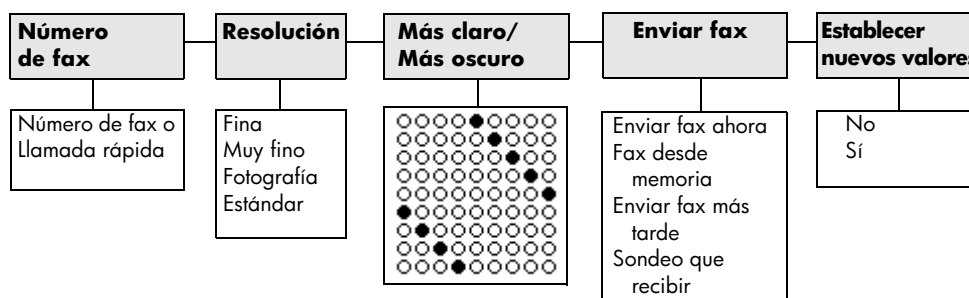 Número
de fax
Resolución
Más claro/
Más oscuro
Enviar fax
Establecer
nuevos valores
Número de fax o
Llamada rápida
Fina
Muy fino
Fotografía
Estándar
Enviar fax ahora
Fax desde
memoria
Enviar fax más
tarde
Sondeo que
recibir
No
Sí